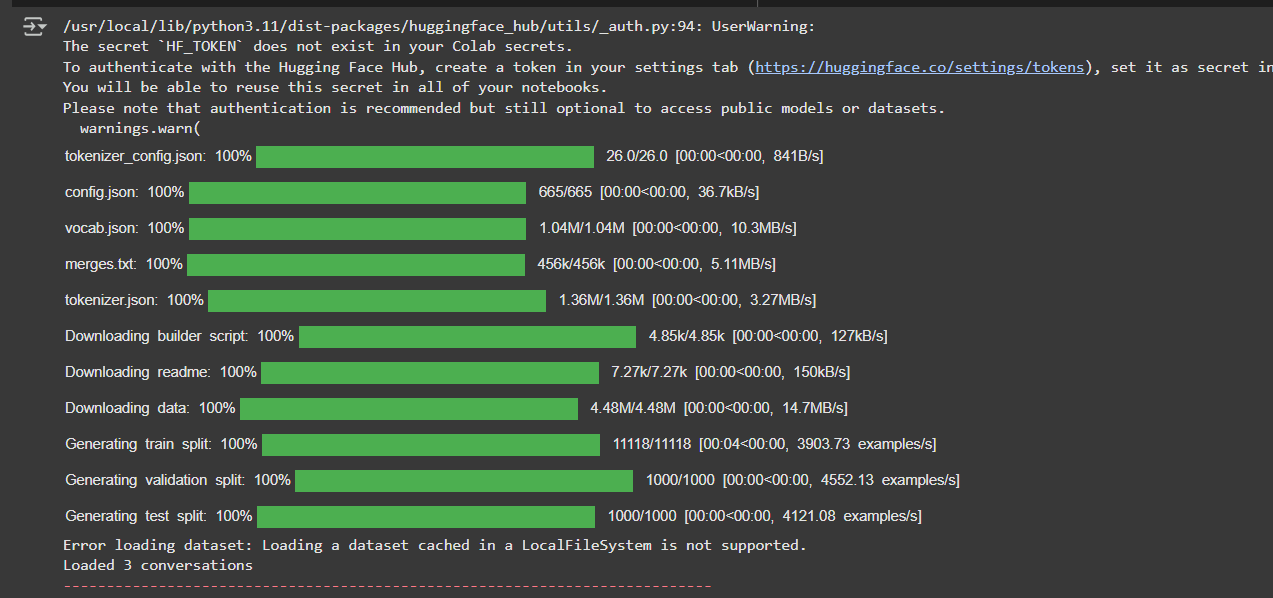 /usr/local/lib/python3.11/dist-packages/huggingface_hub/utils/_auth.py:94: UserWarning:
The secret `HF_TOKEN` does not exist in your Colab secrets.
To authenticate with the Hugging Face Hub, create a token in your settings tab (https://huggingface.co/settings/tokens), set it as secret in
You will be able to reuse this secret in all of your notebooks.
Please note that authentication is recommended but still optional to access public models or datasets.
warnings.warn(
tokenizer_config.json: 100% 26.0/26.0 [00:00<00:00, 841B/s]
config.json: 100% 665/665 [00:00<00:00, 36.7kB/s]
vocab.json: 100% 1.04M/1.04M [00:00<00:00, 10.3MB/s]
merges.txt: 100% 456k/456k [00:00<00:00, 5.11MB/s]
tokenizer.json: 100% 1.36M/1.36M [00:00<00:00, 3.27MB/s]
Downloading builder script: 100% 4.85k/4.85k [00:00<00:00, 127kB/s]
Downloading readme: 100% 7.27k/7.27k [00:00<00:00, 150kB/s]
Downloading data: 100% 4.48M/4.48M [00:00<00:00, 14.7MB/s]
Generating train split: 100% 11118/11118 [00:04<00:00, 3903.73 examples/s]
Generating validation split: 100% 1000/1000 [00:00<00:00, 4552.13 examples/s]
Generating test split: 100% 1000/1000 [00:00<00:00, 4121.08 examples/s]
Error loading dataset: Loading a dataset cached in a LocalFileSystem is not supported.
Loaded 3 conversations
---------------------------------------------------------------------------